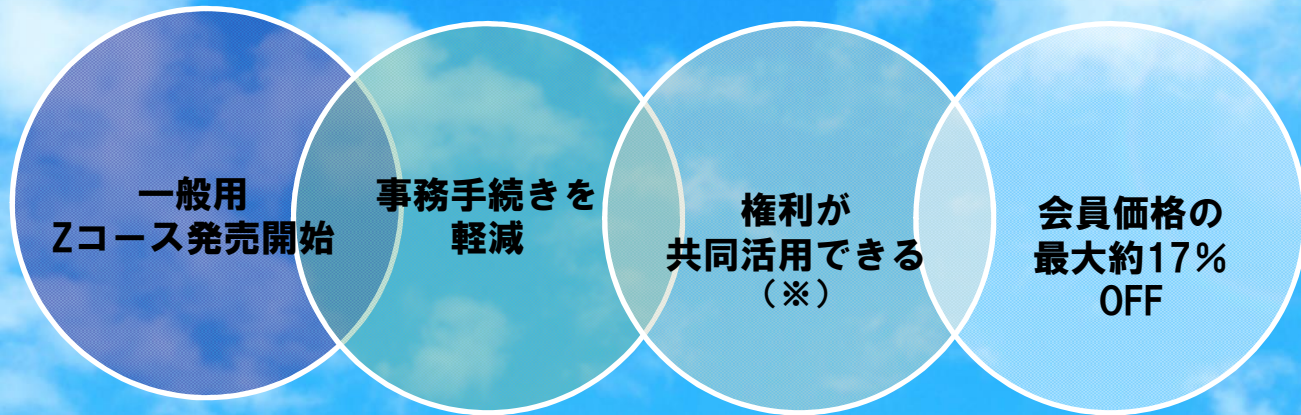 一般用
Zコース発売開始
事務手続きを
軽減
権利が
共同活用できる
（※）
会員価格の
最大約17％
OFF